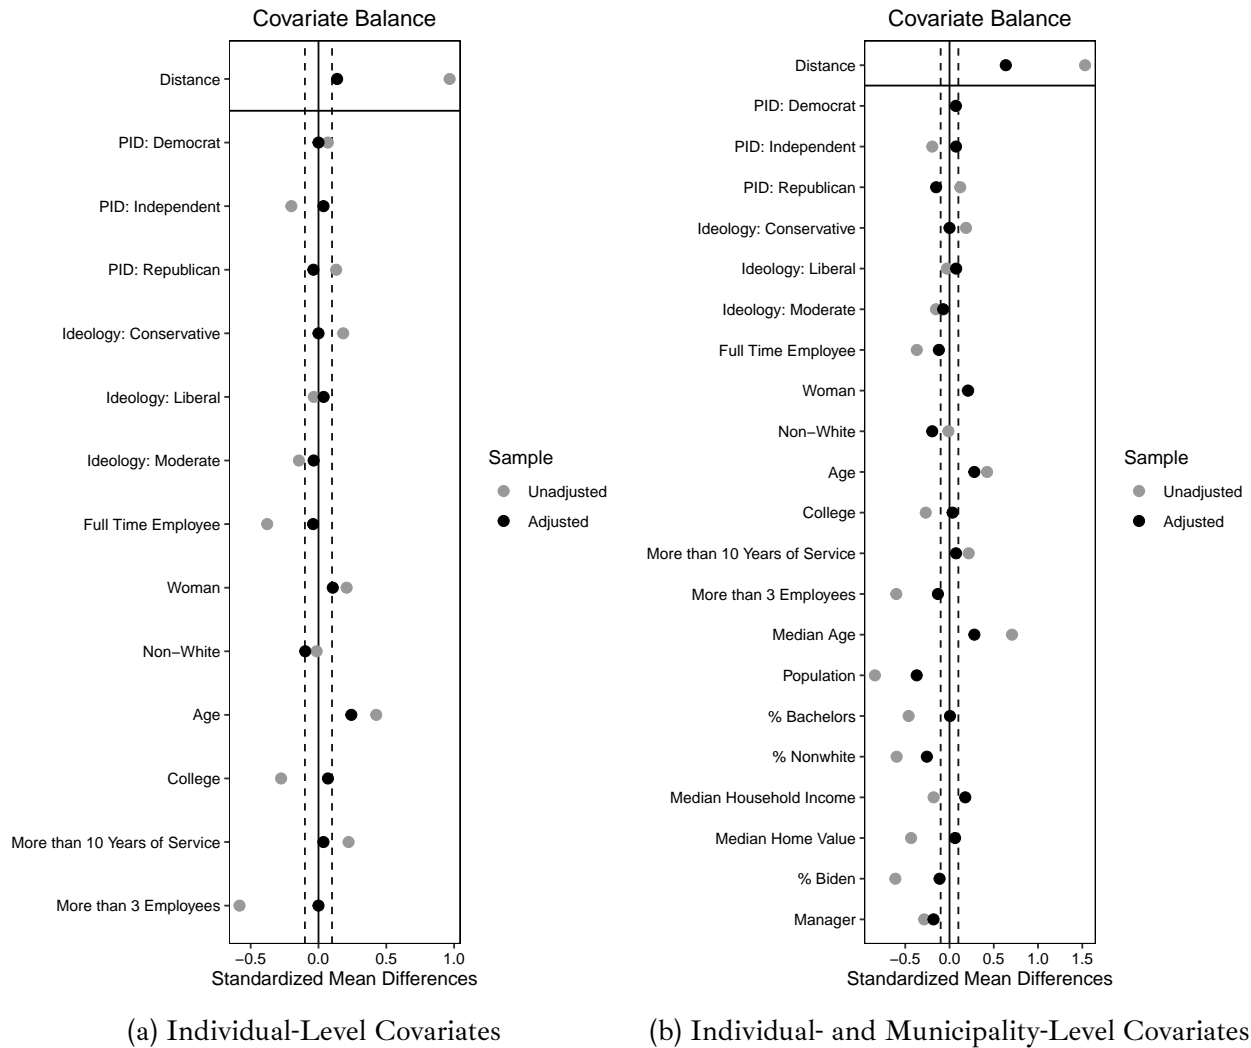 Covariate Balance
Distance
PID: Democrat
PID: Independent
PID: Republican
Ideology: Conservative
Ideology: Liberal
Ideology: Moderate
Full Time Employee
Woman
Non−White
Age
College
More than 10 Years of Service
More than 3 Employees
−0.5 0.0 0.5 1.0
Standardized Mean Differences
Sample
Unadjusted
Adjusted
(a) Individual-Level Covariates
Covariate Balance
Distance
PID: Democrat
PID: Independent
PID: Republican
Ideology: Conservative
Ideology: Liberal
Ideology: Moderate
Full Time Employee
Woman
Non−White
Age
College
More than 10 Years of Service
More than 3 Employees
Median Age
Population
% Bachelors
% Nonwhite
Median Household Income
Median Home Value
% Biden
Manager
−0.5 0.0 0.5 1.0 1.5
Standardized Mean Differences
Sample
Unadjusted
Adjusted
(b) Individual- and Municipality-Level Covariates